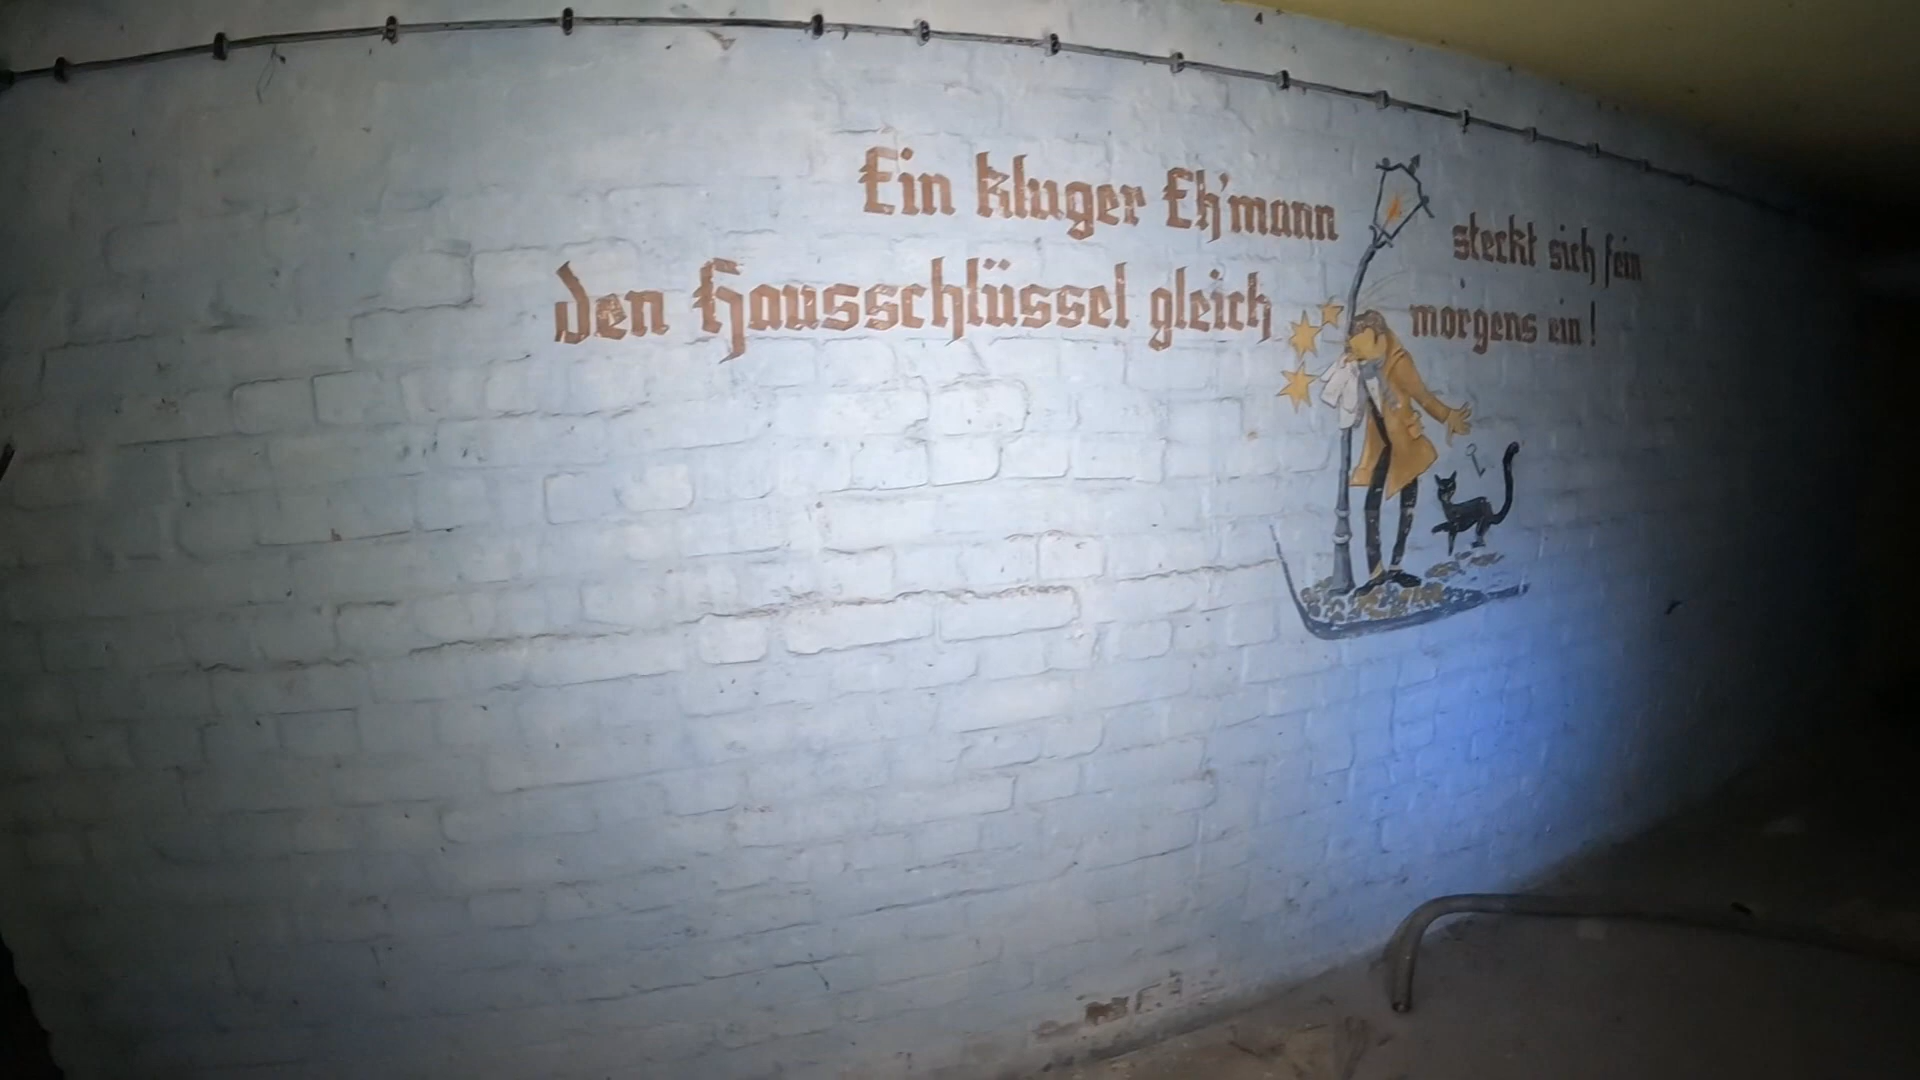 Ein kluger Eh'mann steckt sich fein
den Hausschlüssel gleich morgens ein!